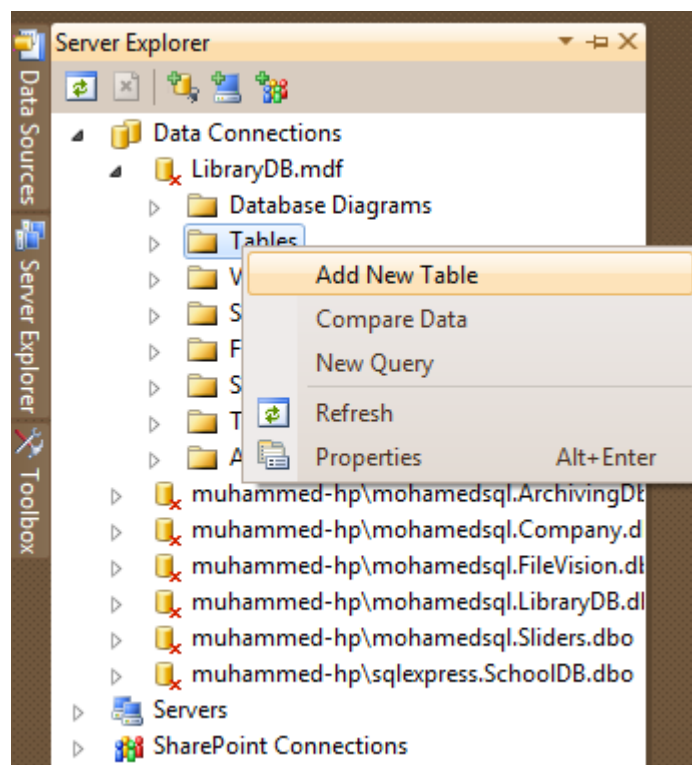 Server Explorer
Data Sources
Server Explorer
Toolbox
Data Connections
LibraryDB.mdf
Database Diagrams
Tables
V
S
F
S
T
A
Add New Table
Compare Data
New Query
Refresh
Properties Alt+Enter
muhammed-hp\mohamedsql.ArchivingDb
muhammed-hp\mohamedsql.Company.d
muhammed-hp\mohamedsql.FileVision.db
muhammed-hp\mohamedsql.LibraryDB.dl
muhammed-hp\mohamedsql.Sliders.dbo
muhammed-hp\sqlexpress.SchoolDB.dbo
Servers
SharePoint Connections